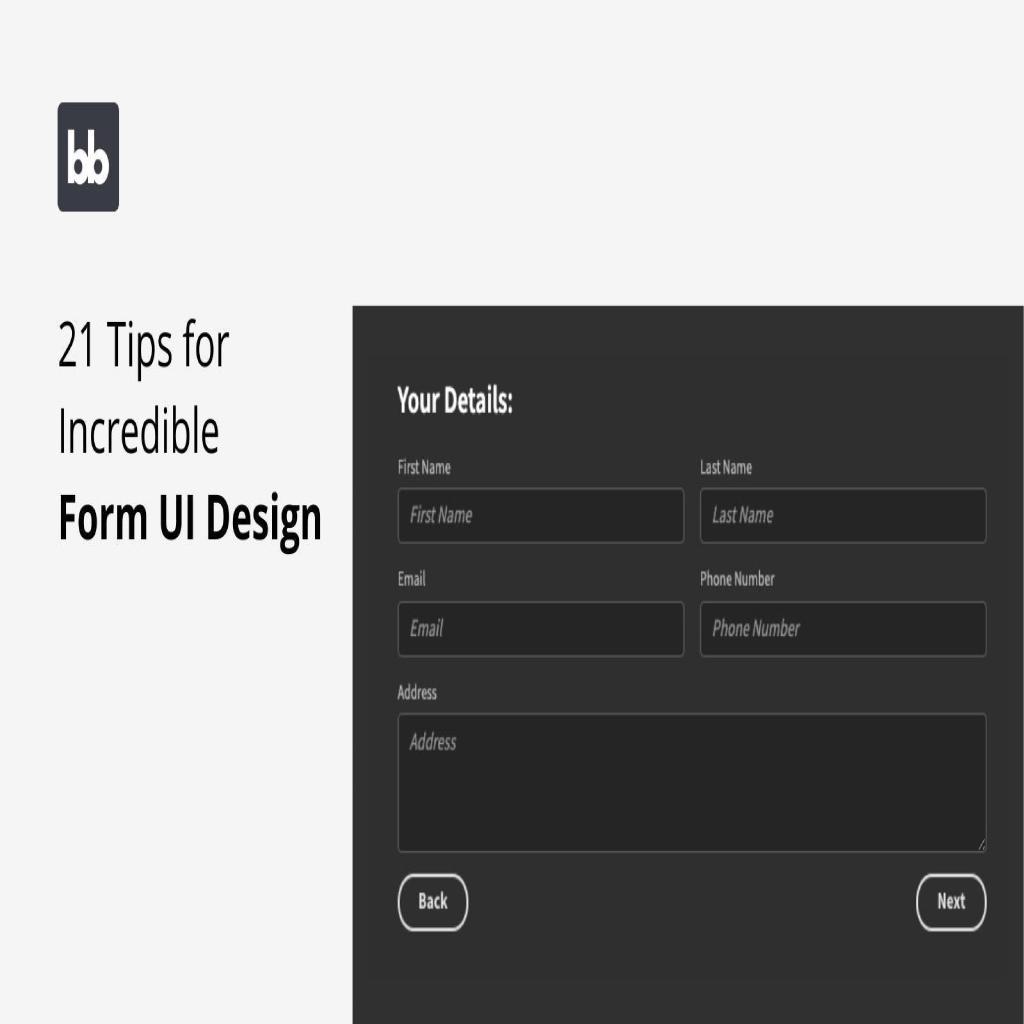 bb
21 Tips for
Incredible
Form UI Design
Your Details:
First Name
Last Name
First Name
Last Name
Email
Phone Number
Email
Phone Number
Address
Address
Back
Next